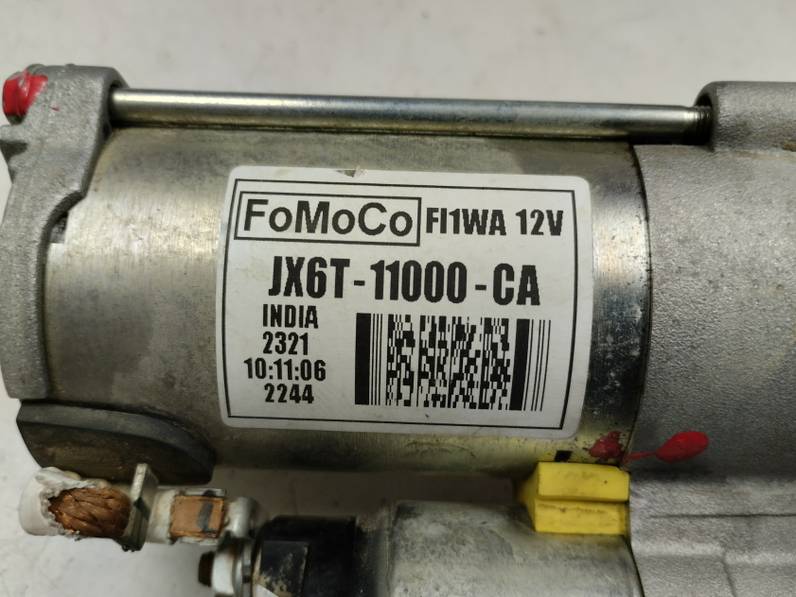 FoMoCo FI1WA 12V
JX6T-11000-CA
INDIA
2321
10:11:06
2244